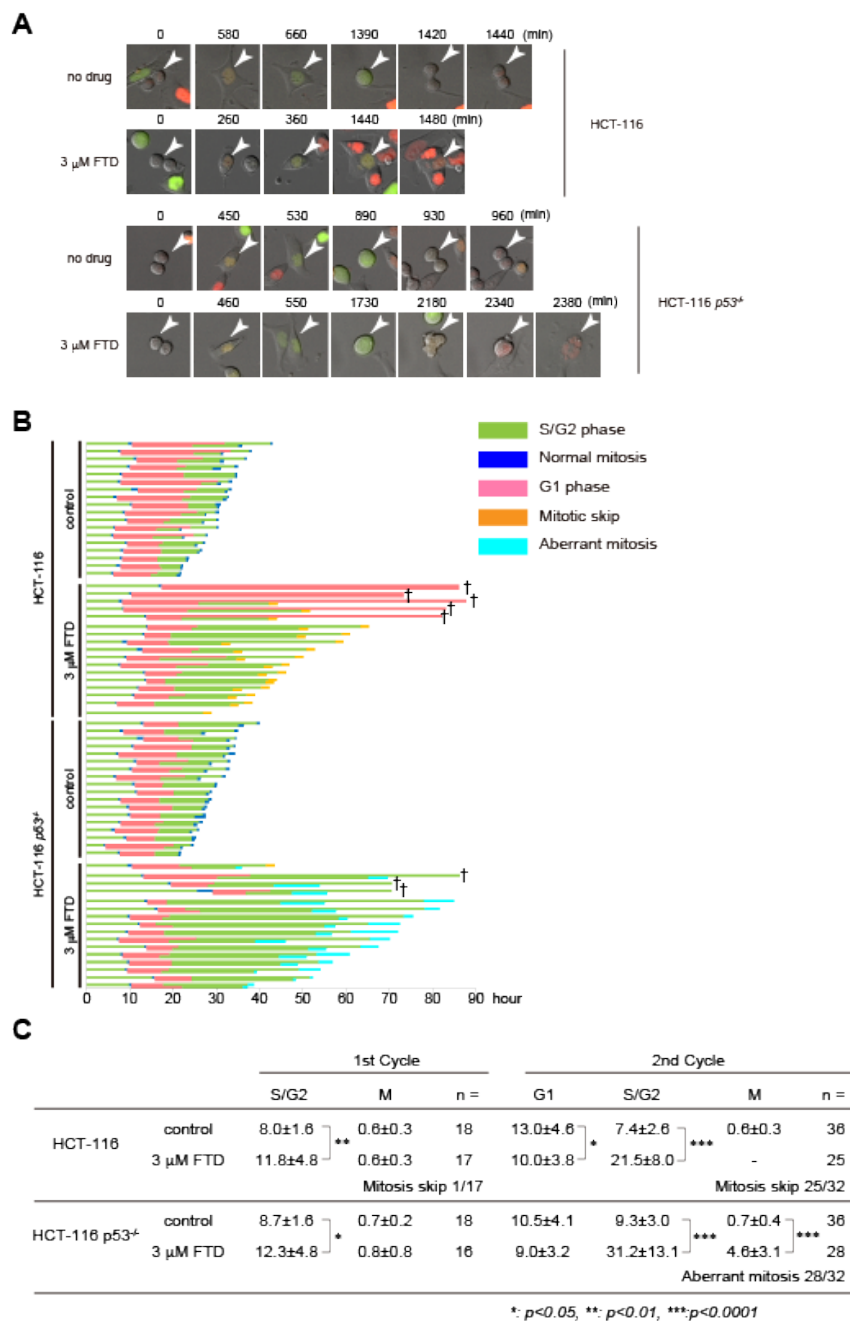 A
0 580 660 1390 1420 1440 (min)
no drug
0 260 360 1440 1480 (min)
3 μM FTD
HCT-116
0 450 530 890 930 960 (min)
no drug
0 460 550 1730 2160 2340 2380 (min)
3 μM FTD
HCT-116 p53-/-
B
S/G2 phase
Normal mitosis
G1 phase
Mitotic skip
Aberrant mitosis
HCT-116
control
†
†
†
†
†
3 μM FTD
HCT-116 p53-/-
control
†
†
†
3 μM FTD
0 10 20 30 40 50 60 70 80 90 hour
C
1st Cycle 2nd Cycle
S/G2 M n = G1 S/G2 M n =
HCT-116
control 8.0±1.6 0.6±0.3 18 13.0±4.6 7.4±2.6 0.6±0.3 36
** * ***
3 μM FTD 11.8±4.8 0.6±0.3 17 10.0±3.8 21.5±8.0 - 25
Mitosis skip 1/17 Mitosis skip 25/32
HCT-116 p53-/-
control 8.7±1.6 0.7±0.2 18 10.5±4.1 9.3±3.0 0.7±0.4 36
* *** ***
3 μM FTD 12.3±4.8 0.8±0.8 16 9.0±3.2 31.2±13.1 4.6±3.1 28
Aberrant mitosis 28/32
*: p<0.05, **: p<0.01, ***:p<0.0001